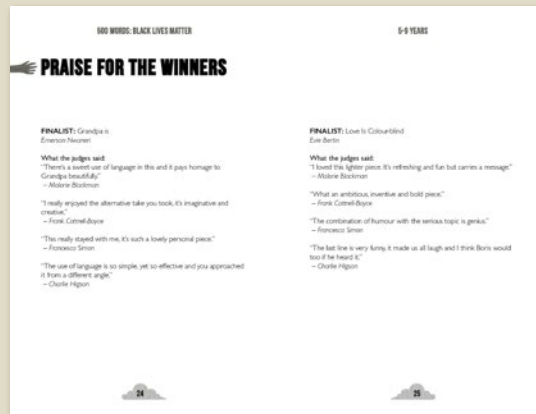 500 WORDS: BLACK LIVES MATTER
PRAISE FOR THE WINNERS
FINALIST: Grandpa is
Emerson Nwoneri
What the judges said:
"There's a sweet use of language in this and it pays homage to
Grandpa beautifully."
– Malorie Blackman
"I really enjoyed the alternative take you took, it's imaginative and
creative."
– Frank Cottrell-Boyce
"This really stayed with me, it's such a lovely personal piece."
– Francesca Simon
"The use of language is so simple, yet so effective and you approached
it from a different angle."
– Charlie Higson
24
5-9 YEARS
FINALIST: Love Is Colour-blind
Evie Bertin
What the judges said:
"I loved this lighter piece. It's refreshing and fun but carries a message."
– Malorie Blackman
"What an ambitious, inventive and bold piece."
– Frank Cottrell-Boyce
"The combination of humour with the serious topic is genius."
– Francesca Simon
"The last line is very funny, it made us all laugh and I think Boris would
too if he heard it."
– Charlie Higson
25